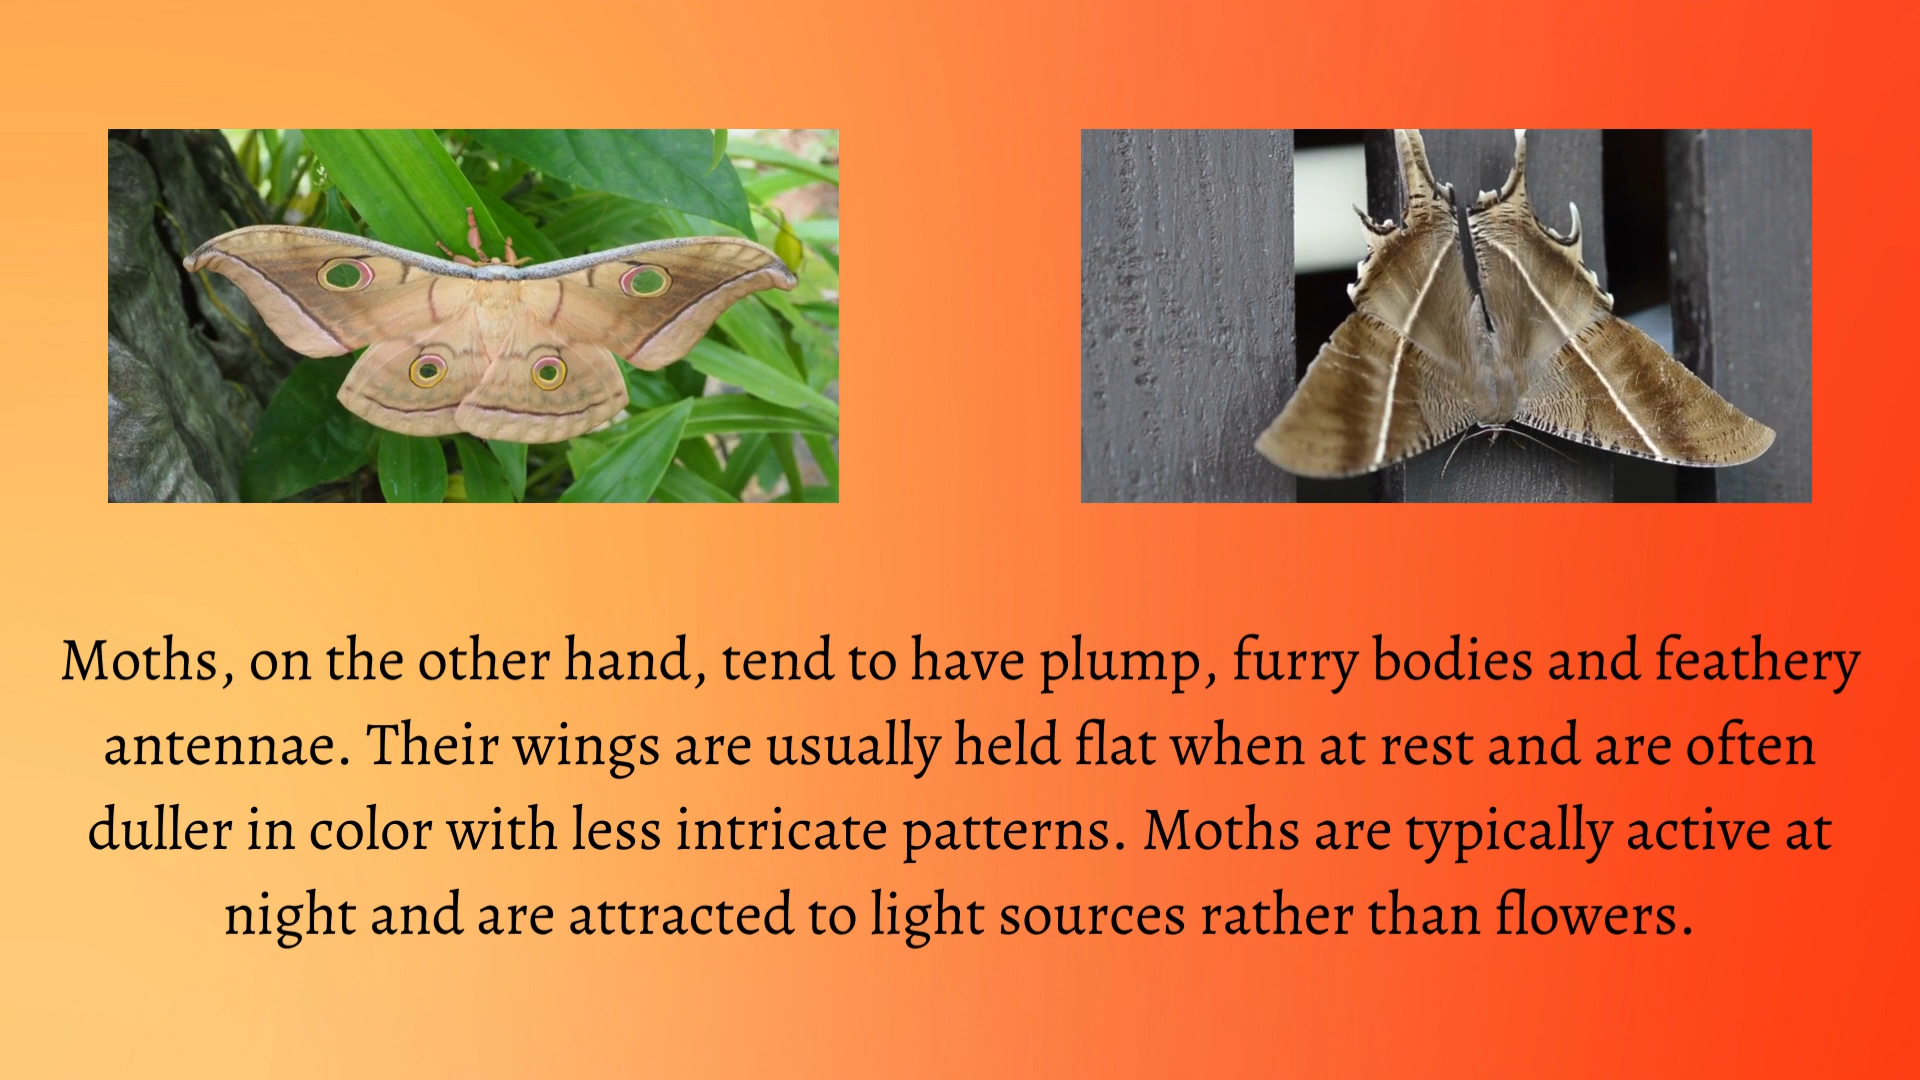 Moths, on the other hand, tend to have plump, furry bodies and feathery
antennae. Their wings are usually held flat when at rest and are often
duller in color with less intricate patterns. Moths are typically active at
night and are attracted to light sources rather than flowers.